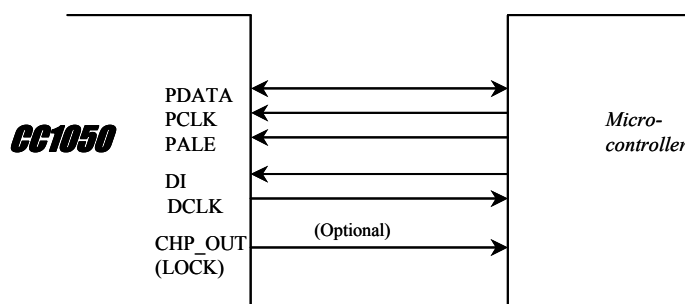 PDATA
PCLK
PALE
CC1050
Micro-
controller
DI
DCLK
CHP_OUT
(LOCK)
(Optional)